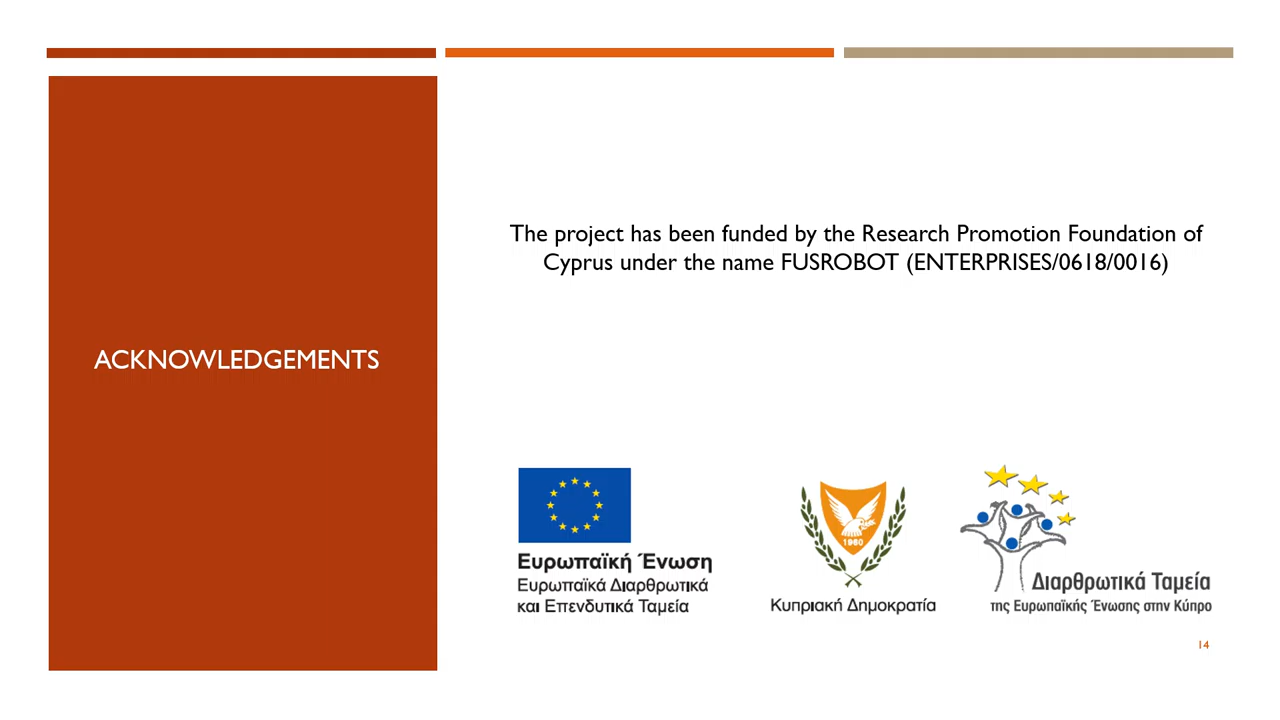 ACKNOWLEDGEMENTS
The project has been funded by the Research Promotion Foundation of
Cyprus under the name FUSROBOT (ENTERPRISES/0618/0016)
Ευρωπαϊκή Ένωση
Ευρωπαϊκά Διαρθρωτικά
και Επενδυτικά Ταμεία
1960
Κυπριακή Δημοκρατία
Διαρθρωτικά Ταμεία
της Ευρωπαϊκής Ένωσης στην Κύπρο
14